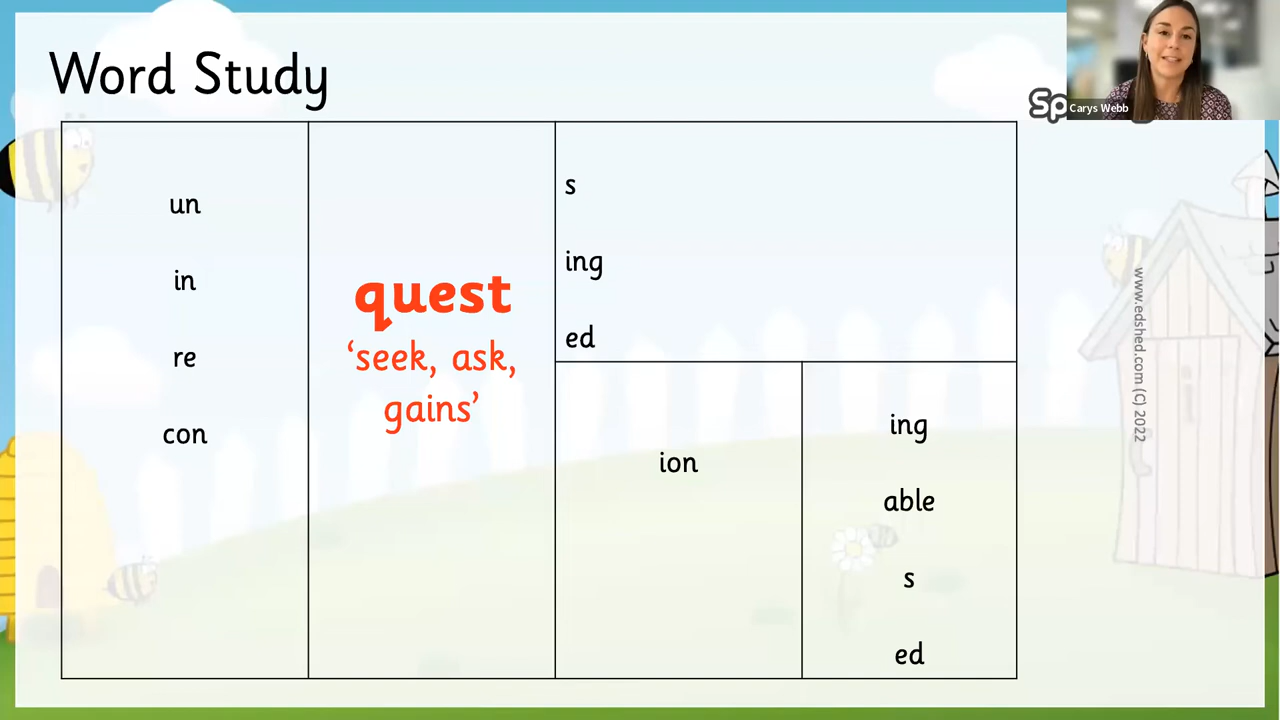 Word Study
Sp
Carys Webb
un
in
re
con
quest
‘seek, ask,
gains’
s
ing
ed
ion
ing
able
s
ed
www.edshed.com (C) 2022